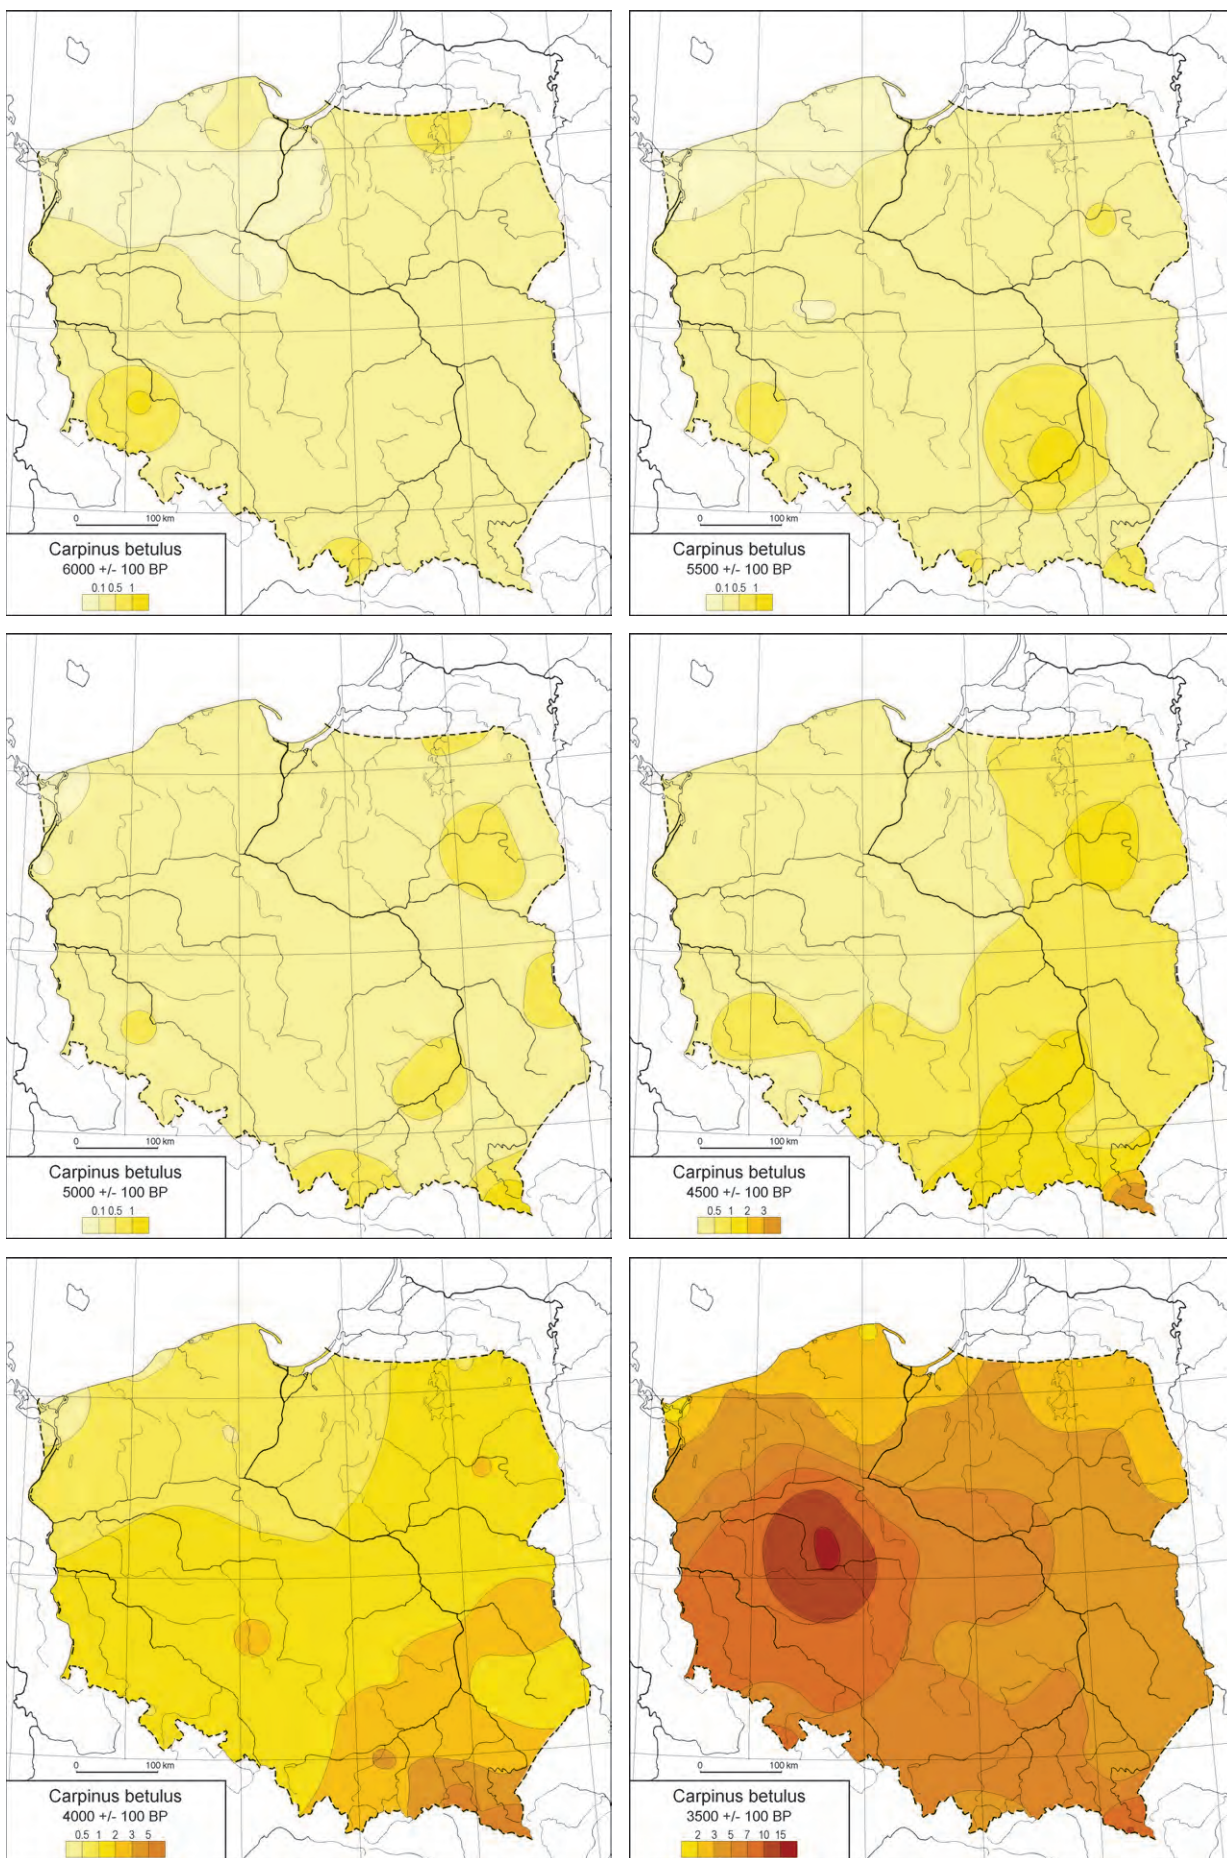 0 100 km
Carpinus betulus
6000 +/- 100 BP
0.1 0.5 1
0 100 km
Carpinus betulus
5500 +/- 100 BP
0.1 0.5 1
0 100 km
Carpinus betulus
5000 +/- 100 BP
0.1 0.5 1
0 100 km
Carpinus betulus
4500 +/- 100 BP
0.5 1 2 3
0 100 km
Carpinus betulus
4000 +/- 100 BP
0.5 1 2 3 5
0 100 km
Carpinus betulus
3500 +/- 100 BP
2 3 5 7 10 15